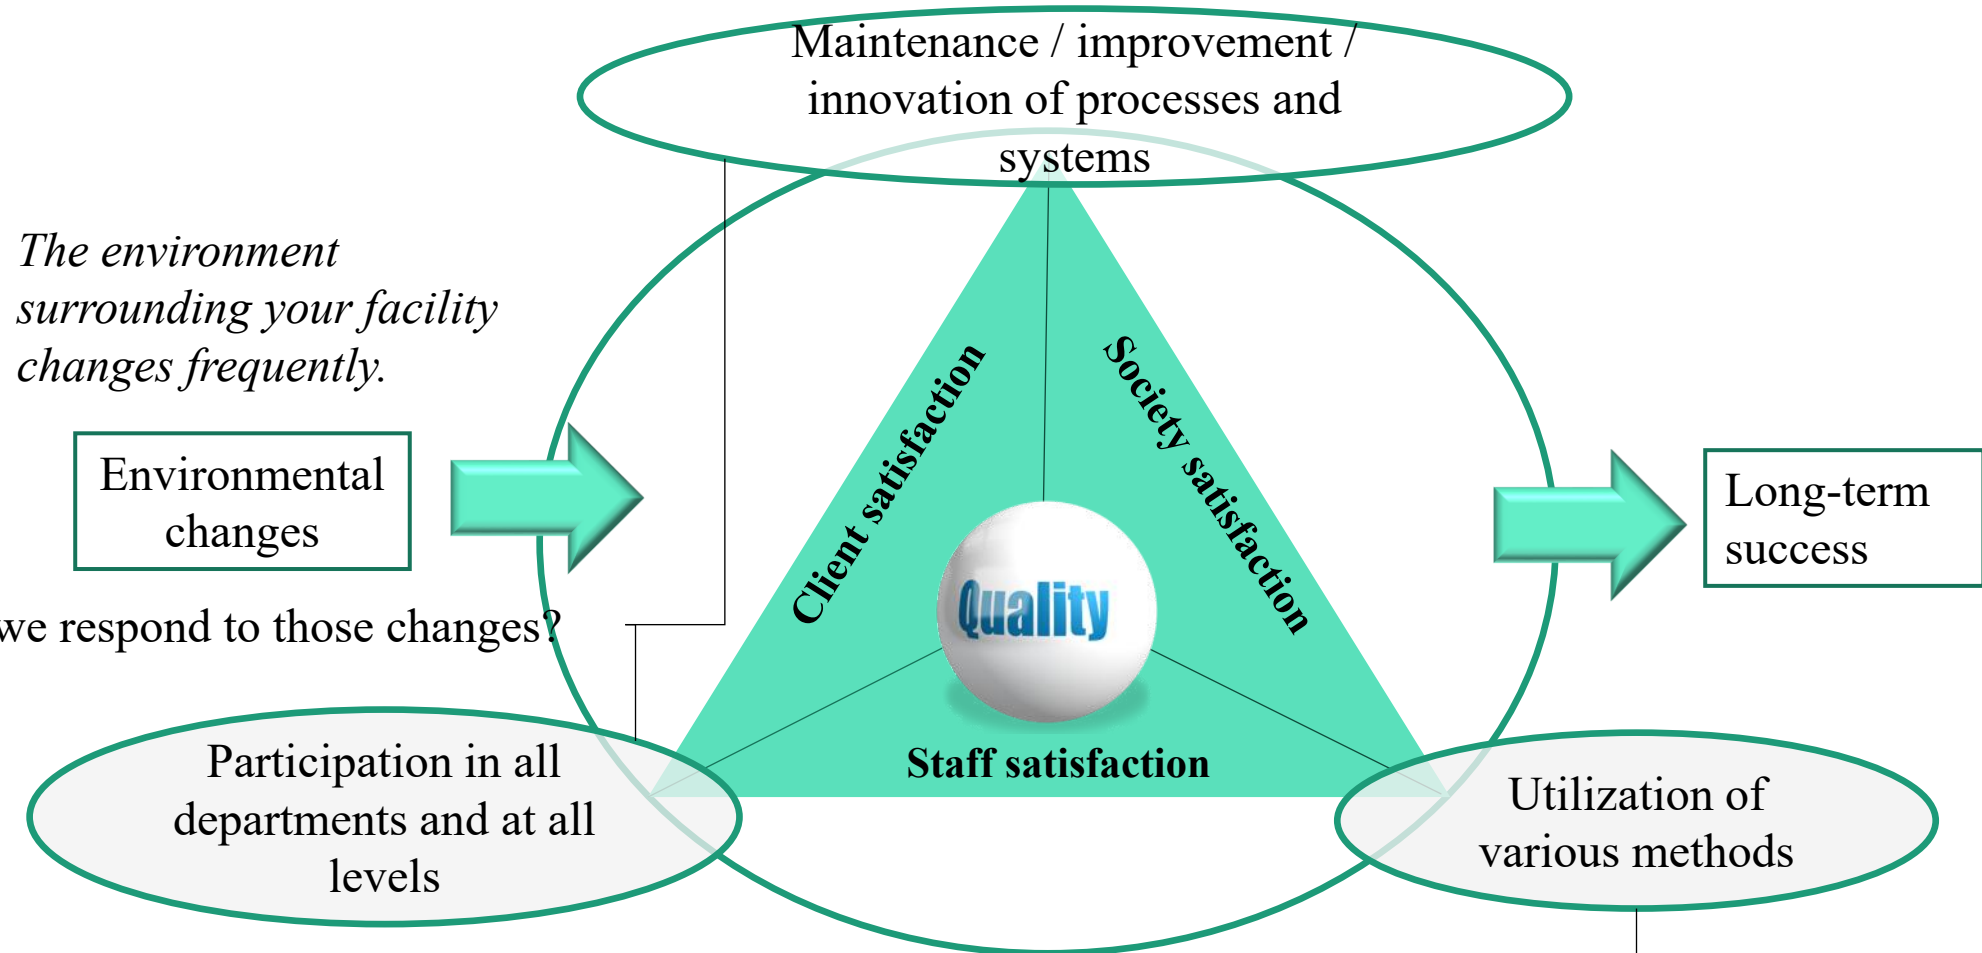 Maintenance / improvement /
innovation of processes and
systems
The environment
surrounding your facility
changes frequently.
Environmental
changes
we respond to those changes?
Client satisfaction
Society satisfaction
Quality
Staff satisfaction
Long-term
success
Participation in all
departments and at all
levels
Utilization of
various methods